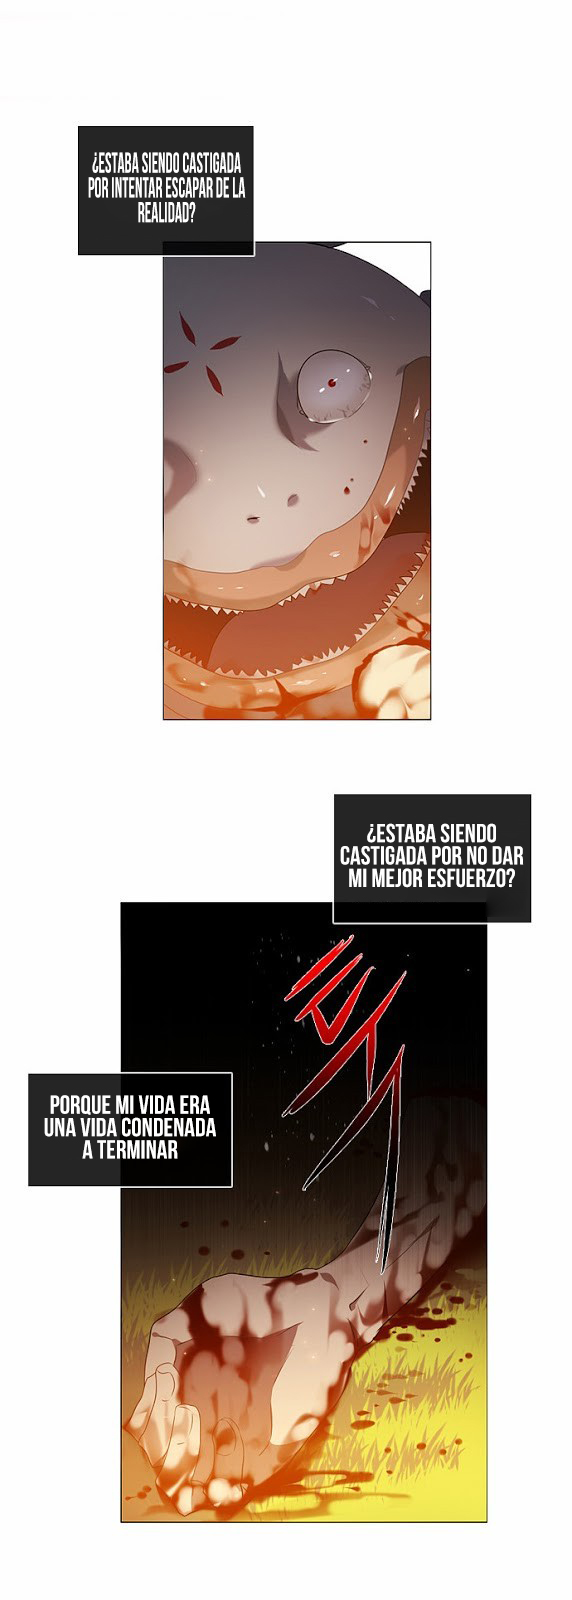 ¿ESTABA SIENDO CASTIGADA
POR INTENTAR ESCAPAR DE LA
REALIDAD?
¿ESTABA SIENDO
CASTIGADA POR NO DAR
MI MEJOR ESFUERZO?
PORQUE MI VIDA ERA
UNA VIDA CONDENADA
A TERMINAR